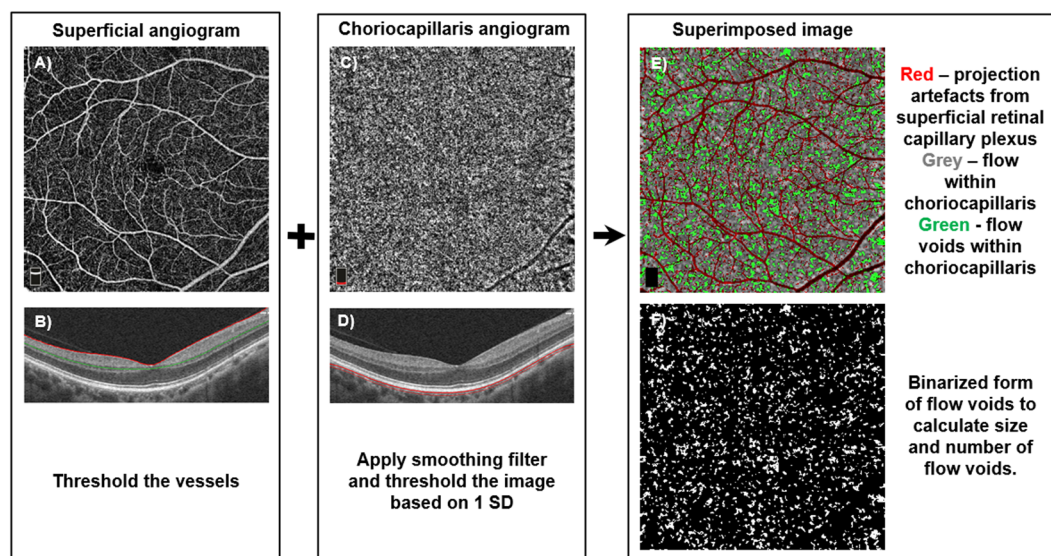 Superficial angiogram
A)
B)
Threshold the vessels
+
Choriocapillaris angiogram
C)
D)
Apply smoothing filter
and threshold the image
based on 1 SD
Superimposed image
E)
Red – projection
artefacts from
superficial retinal
capillary plexus
Grey – flow
within
choriocapillaris
Green - flow
voids within
choriocapillaris
F)
Binarized form
of flow voids to
calculate size
and number of
flow voids.